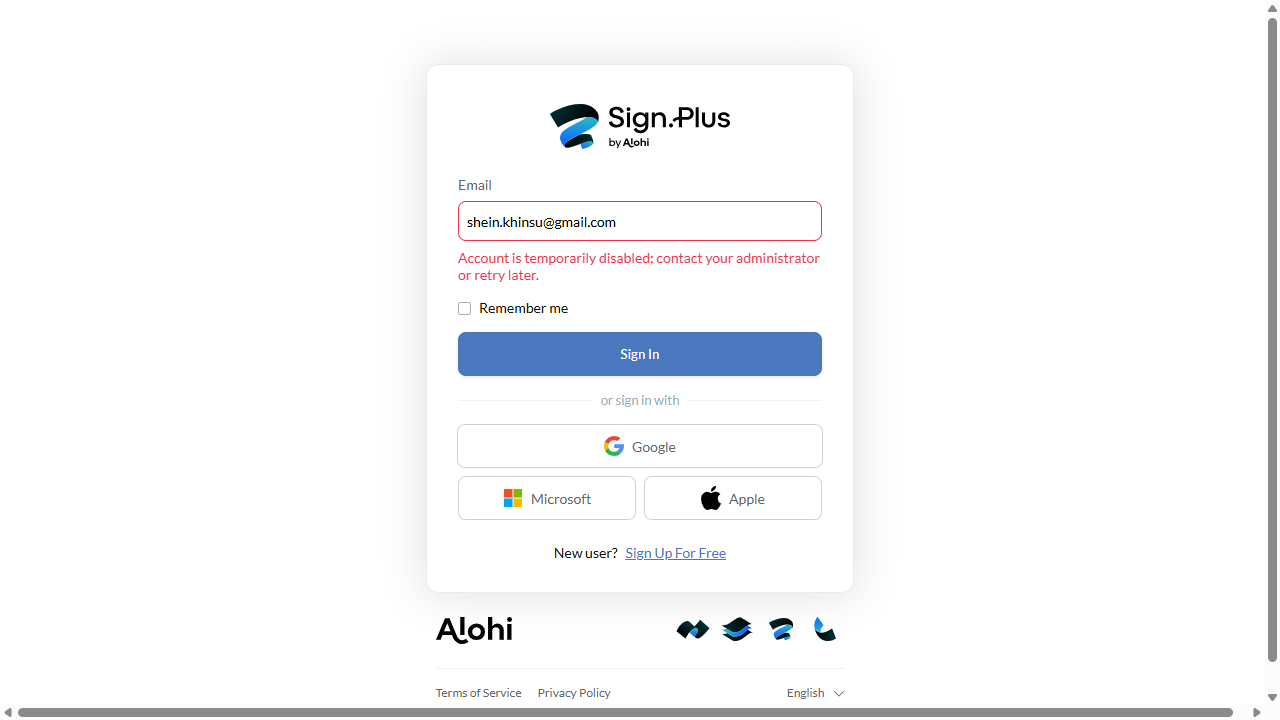 Sign.Plus
by Alohi
Email
shein.khinsu@gmail.com
Account is temporarily disabled; contact your administrator
or retry later.
Remember me
Sign In
or sign in with
Google
Microsoft
Apple
New user? Sign Up For Free
Alohi
Terms of Service
Privacy Policy
English